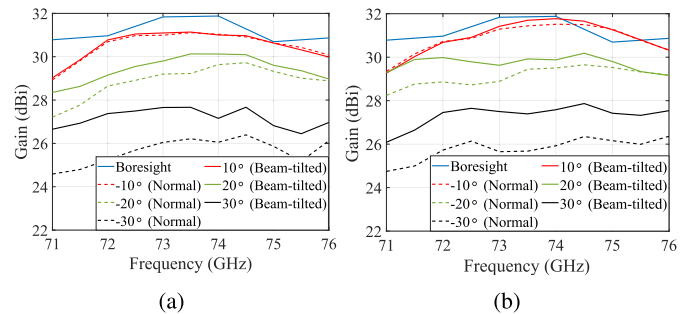 32
30
28
26
24
22
Gain (dBi)
71
72
73
74
75
76
Frequency (GHz)
Boresight
-10° (Normal)
-20° (Normal)
-30° (Normal)
10° (Beam-tilted)
20° (Beam-tilted)
30° (Beam-tilted)
(a)
32
30
28
26
24
22
Gain (dBi)
71
72
73
74
75
76
Frequency (GHz)
Boresight
-10° (Normal)
-20° (Normal)
-30° (Normal)
10° (Beam-tilted)
20° (Beam-tilted)
30° (Beam-tilted)
(b)